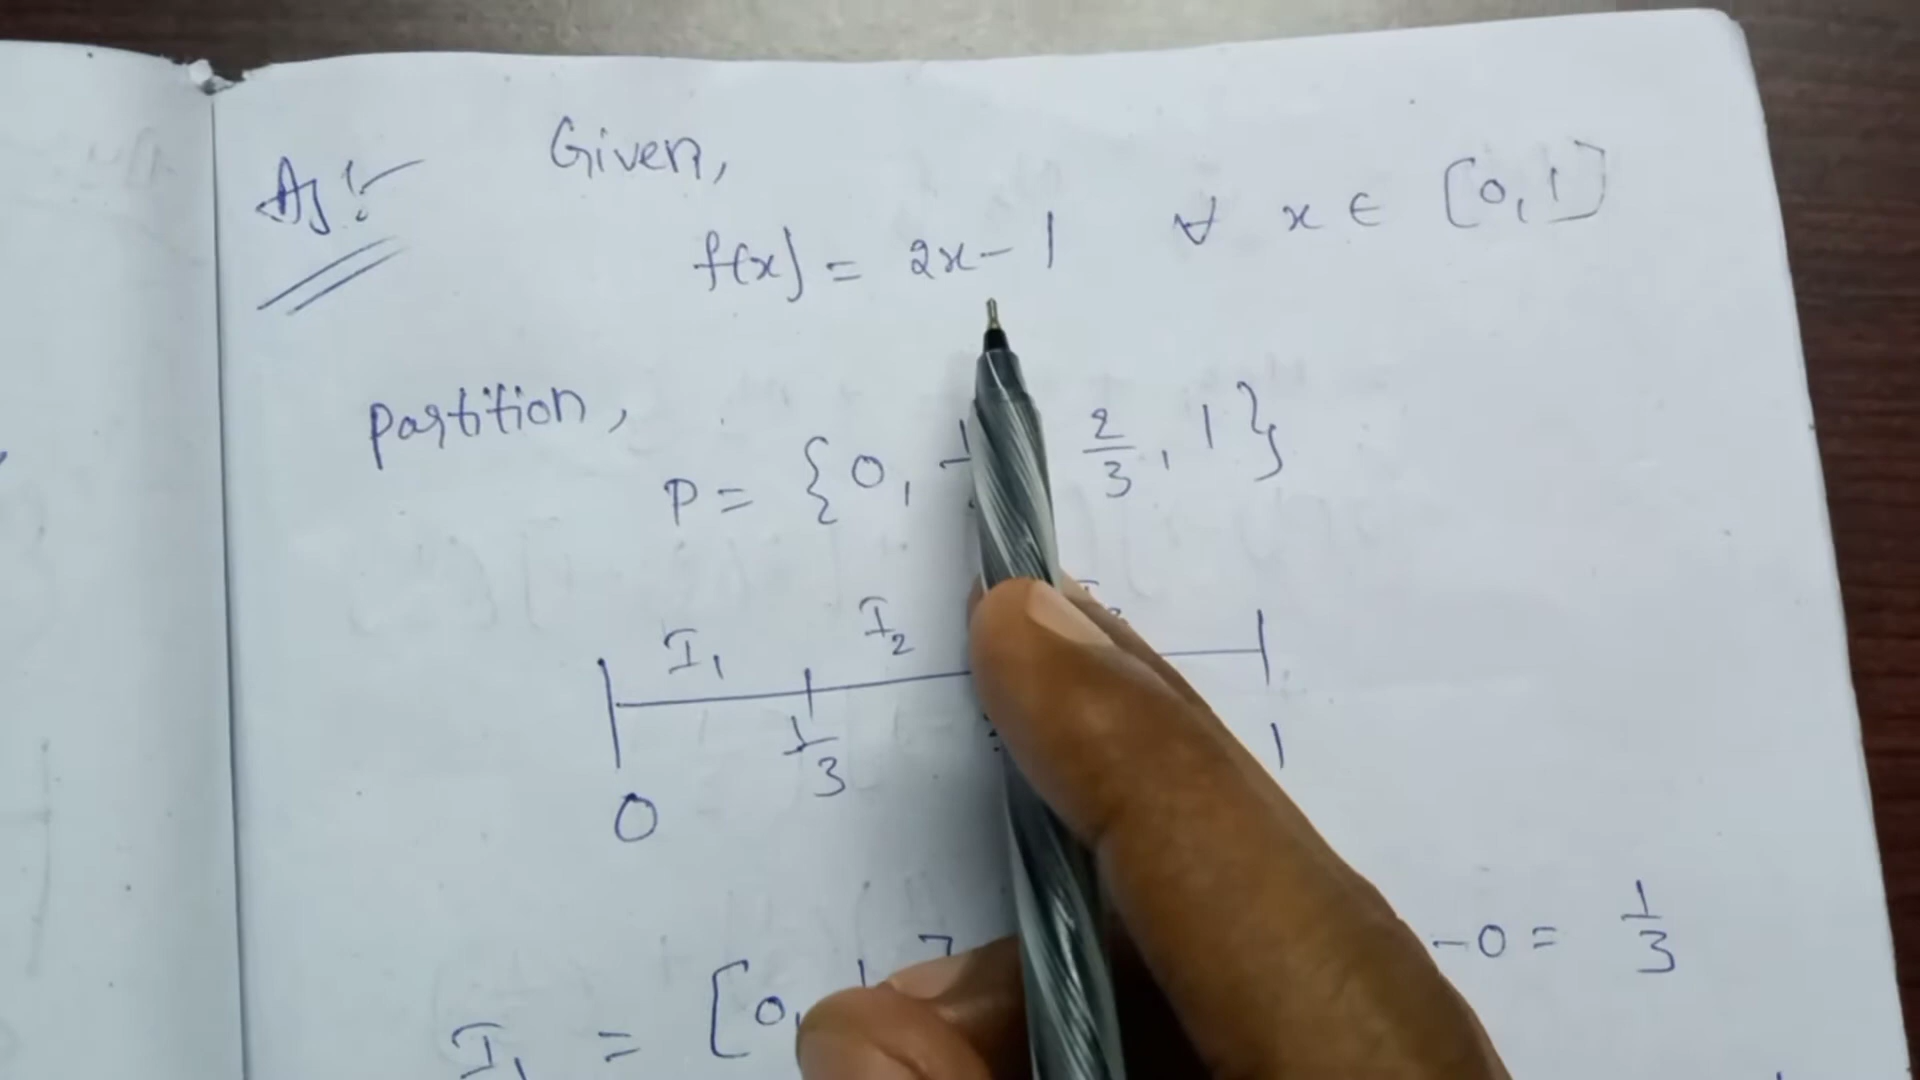 As:-
Given,
f(x) = 2x-1 ∀ x ∈ [0,1]
Partition,
P = {0, 2/3, 1}
I₁ I₂
0 1/3 1
I₁ = [0, -0 = 1/3